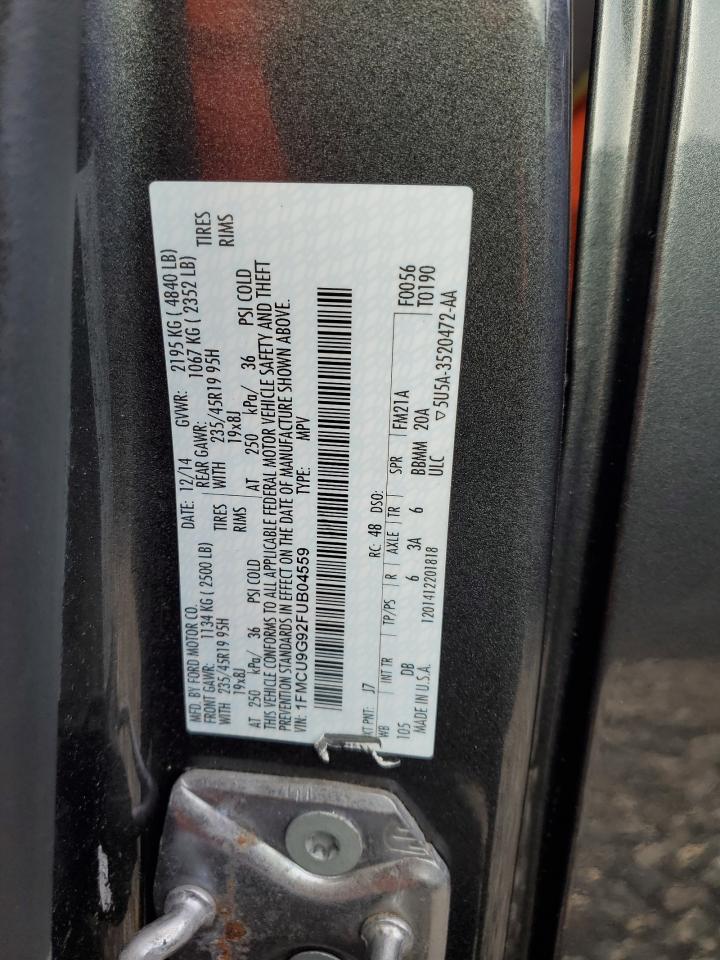 MFD. BY FORD MOTOR CO. DATE: 12/14 GVWR: 2195 KG ( 4840 LB)
FRONT GAWR: 1134 KG ( 2500 LB) REAR GAWR: 1067 KG ( 2352 LB)
WITH 235/45R19 95H TIRES WITH 235/45R19 95H TIRES
19x8J RIMS 19x8J RIMS
AT 250 kPa/ 36 PSI COLD AT 250 kPa/ 36 PSI COLD
THIS VEHICLE CONFORMS TO ALL APPLICABLE FEDERAL MOTOR VEHICLE SAFETY AND THEFT
PREVENTION STANDARDS IN EFFECT ON THE DATE OF MANUFACTURE SHOWN ABOVE.
VIN: 1FMCU9G92FUB04559 TYPE: MPV
XT PNT: J7 RC: 48 DSO: F0056
WB INT TR TP/PS R AXLE TR SPR FM21A T0190
105 DB 6 3A 6 BBMM 20A
MADE IN U.S.A. 1201412201818 ULC ▽5U5A-3520472-AA